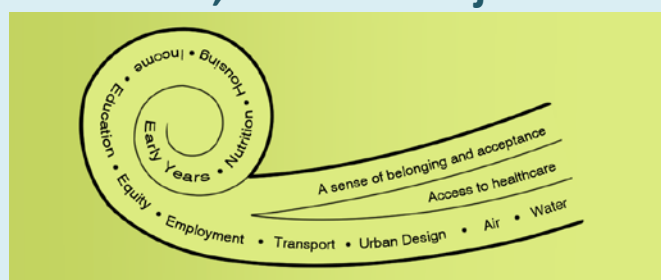 Early Years • Nutrition • Housing • Income • Education • Equity • Employment • Transport • Urban Design • Air • Water
A sense of belonging and acceptance
Access to healthcare